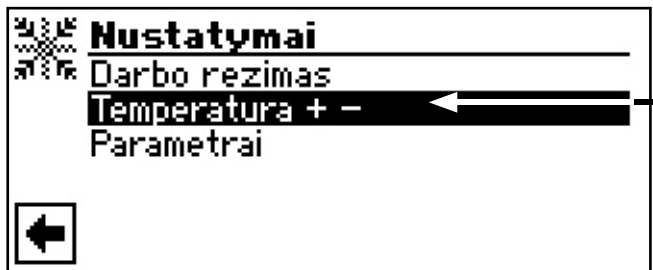 Nustatymai
Darbo rezimas
Temperatura + −
Parametrai